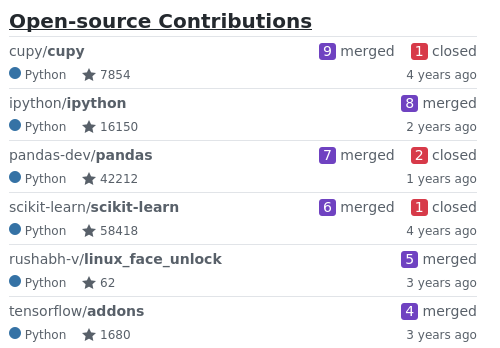 Open-source Contributions
cupy/cupy 9 merged 1 closed
Python 7854 4 years ago
ipython/ipython 8 merged
Python 16150 2 years ago
pandas-dev/pandas 7 merged 2 closed
Python 42212 1 years ago
scikit-learn/scikit-learn 6 merged 1 closed
Python 58418 4 years ago
rushabh-v/linux_face_unlock 5 merged
Python 62 3 years ago
tensorflow/addons 4 merged
Python 1680 3 years ago